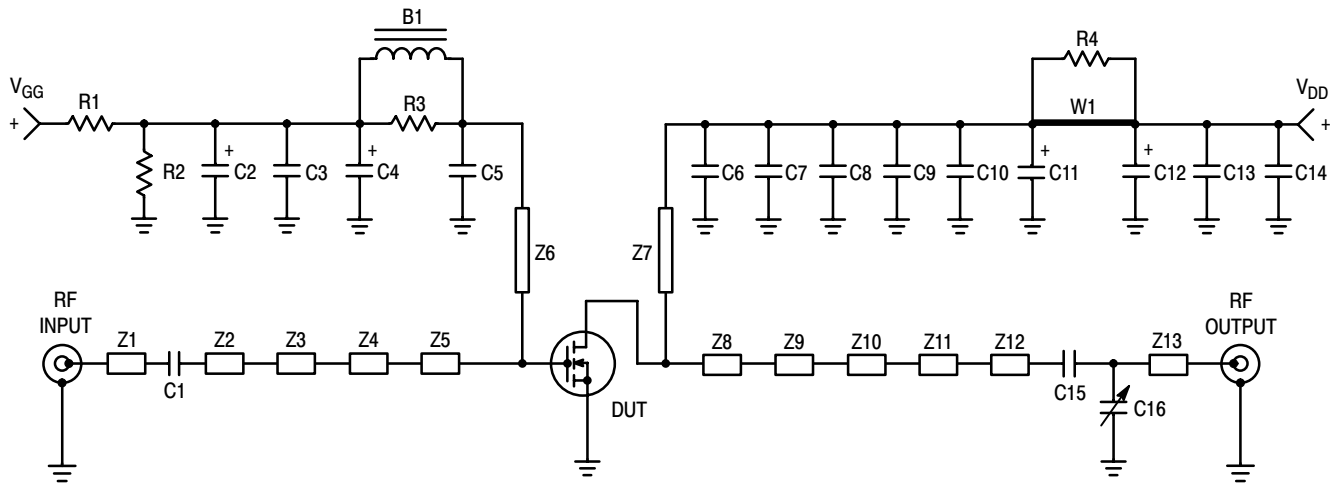 B1
R4
V_GG
R1
R3
W1
V_DD
+
+
R2
+
C2
C3
+
C4
C5
C6
C7
C8
C9
C10
+
C11
+
C12
C13
C14
Z6
Z7
RF
INPUT
Z1
C1
Z2
Z3
Z4
Z5
DUT
Z8
Z9
Z10
Z11
Z12
C15
C16
Z13
RF
OUTPUT